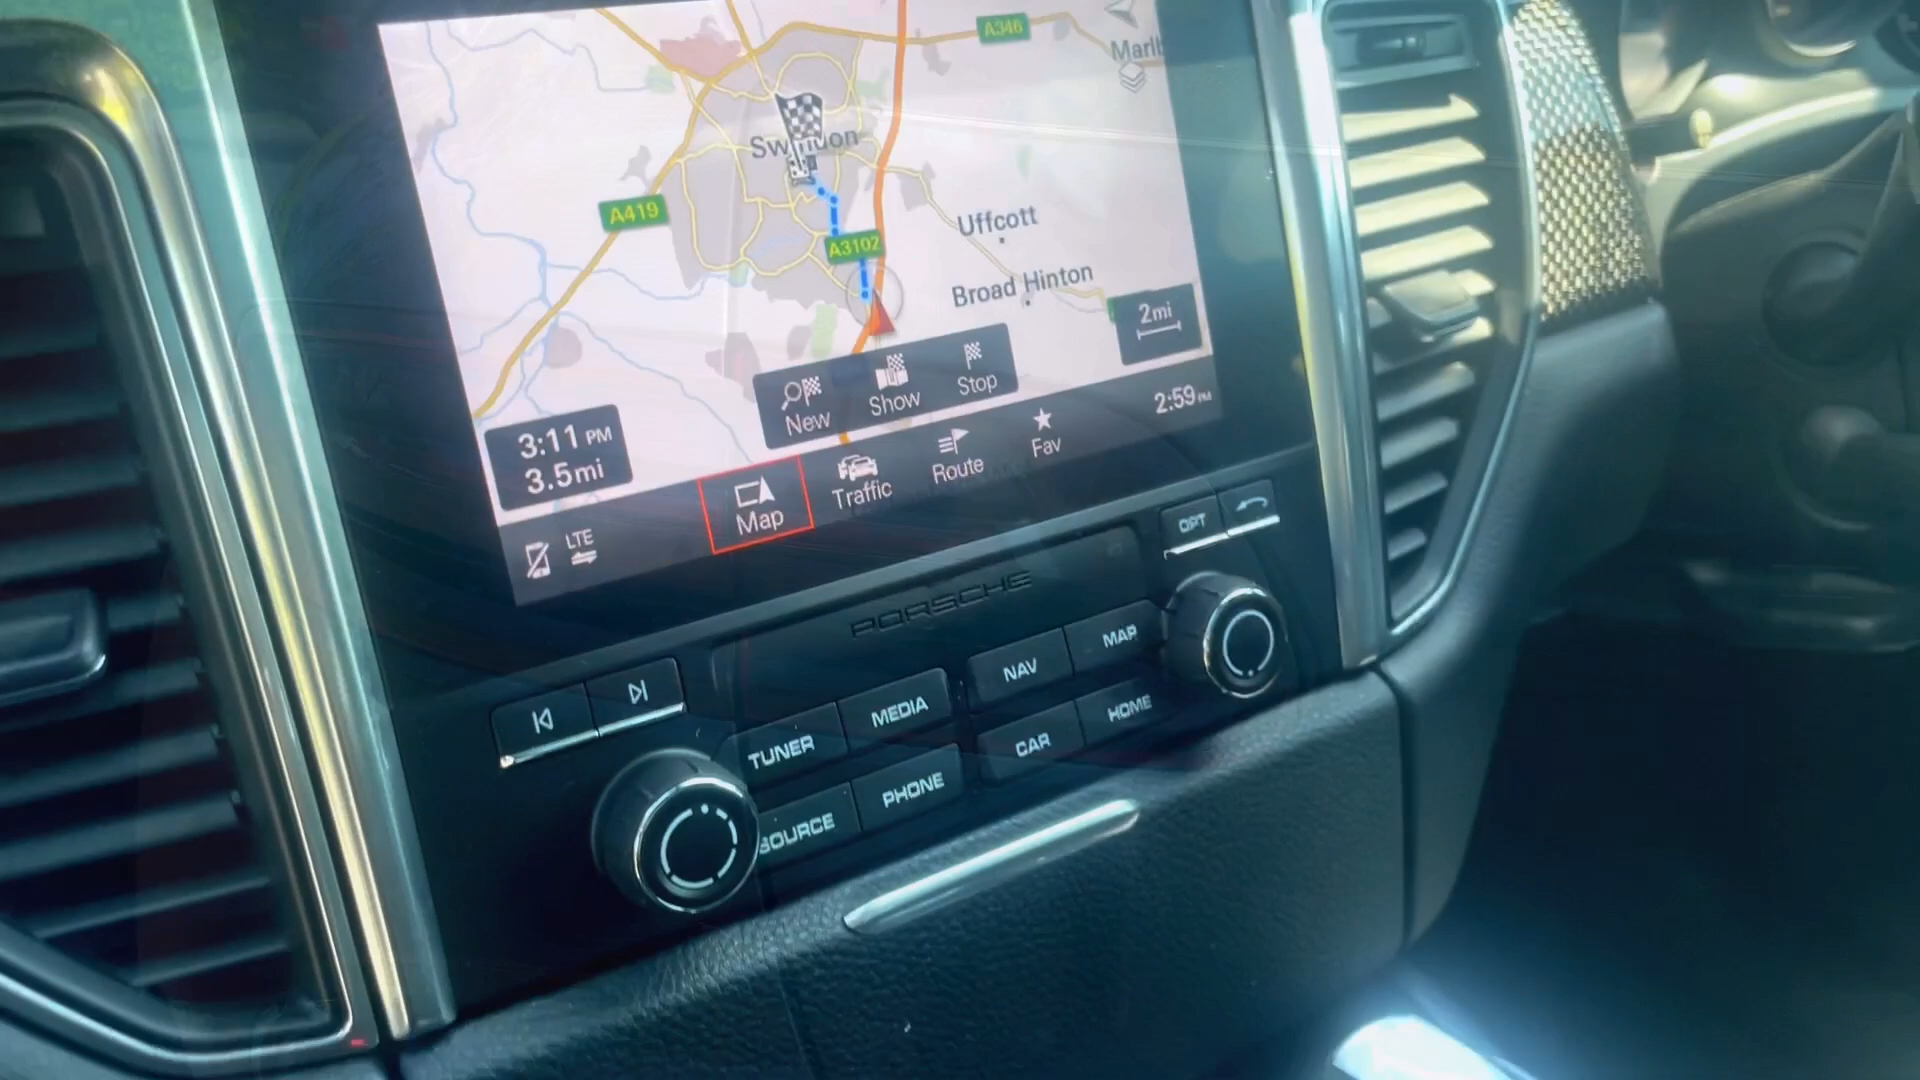 A346
Marl
Swindon
A419
A3102
Uffcott
Broad Hinton
2mi
New
Show
Stop
3:11 PM
3.5mi
2:59 PM
LTE
Map
Traffic
Route
Fav
OPT
PORSCHE
TUNER
MEDIA
NAV
MAP
SOURCE
PHONE
CAR
HOME